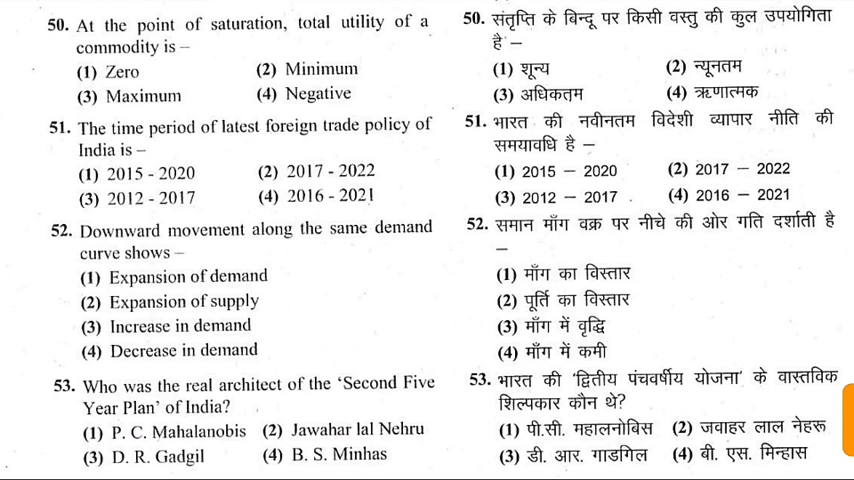 50. At the point of saturation, total utility of a
commodity is –
(1) Zero (2) Minimum
(3) Maximum (4) Negative
51. The time period of latest foreign trade policy of
India is –
(1) 2015 - 2020 (2) 2017 - 2022
(3) 2012 - 2017 (4) 2016 - 2021
52. Downward movement along the same demand
curve shows –
(1) Expansion of demand
(2) Expansion of supply
(3) Increase in demand
(4) Decrease in demand
53. Who was the real architect of the ‘Second Five
Year Plan’ of India?
(1) P. C. Mahalanobis (2) Jawahar lal Nehru
(3) D. R. Gadgil (4) B. S. Minhas
50. संतृप्ति के बिन्दू पर किसी वस्तु की कुल उपयोगिता
है –
(1) शून्य (2) न्यूनतम
(3) अधिकतम (4) ऋणात्मक
51. भारत की नवीनतम विदेशी व्यापार नीति की
समयावधि है –
(1) 2015 – 2020 (2) 2017 – 2022
(3) 2012 – 2017 (4) 2016 – 2021
52. समान माँग वक्र पर नीचे की ओर गति दर्शाती है
–
(1) माँग का विस्तार
(2) पूर्ति का विस्तार
(3) माँग में वृद्धि
(4) माँग में कमी
53. भारत की ‘द्वितीय पंचवर्षीय योजना’ के वास्तविक
शिल्पकार कौन थे?
(1) पी.सी. महालनोबिस (2) जवाहर लाल नेहरू
(3) डी. आर. गाडगिल (4) बी. एस. मिन्हास